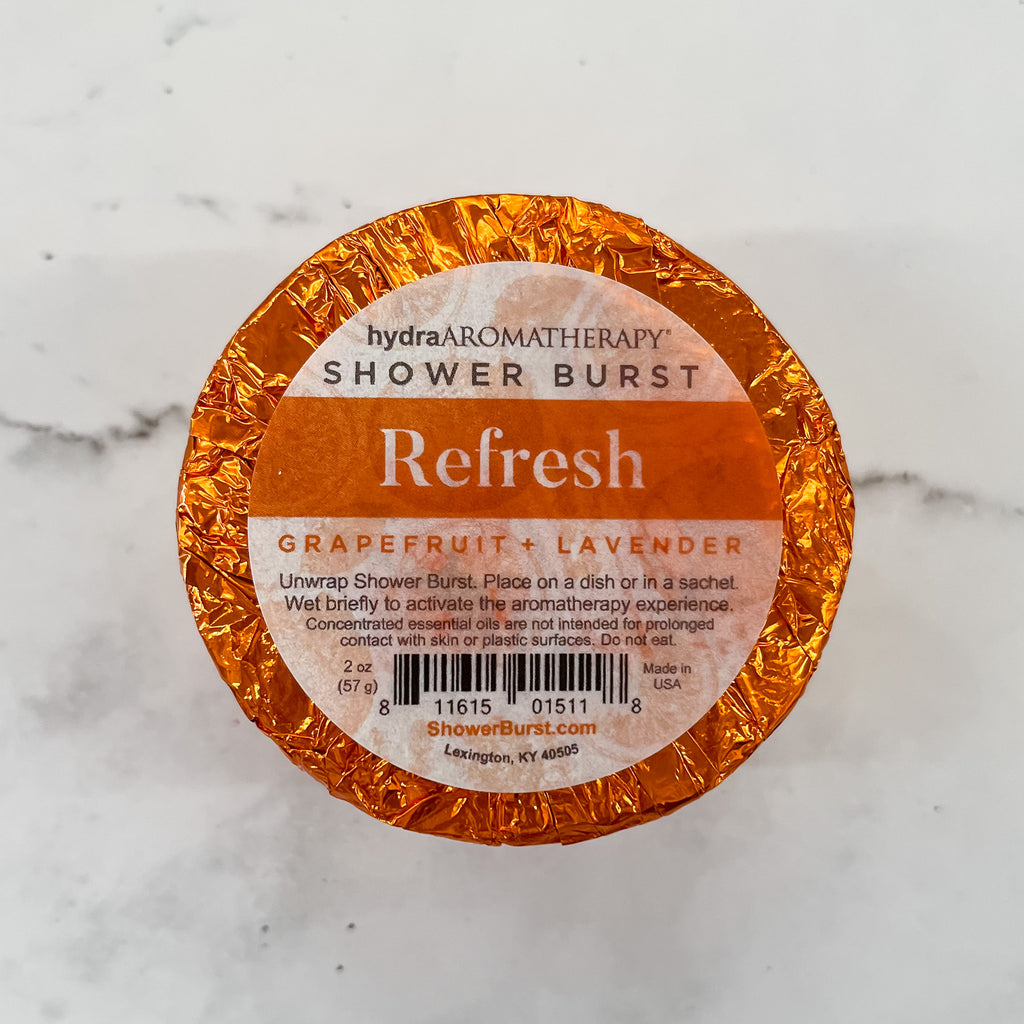 hydraAROMATHERAPY®
SHOWER BURST
Refresh
GRAPEFRUIT + LAVENDER
Unwrap Shower Burst. Place on a dish or in a sachet.
Wet briefly to activate the aromatherapy experience.
Concentrated essential oils are not intended for prolonged
contact with skin or plastic surfaces. Do not eat.
2 oz
(57 g)
Made in
USA
8 11615 01511 8
ShowerBurst.com
Lexington, KY 40505